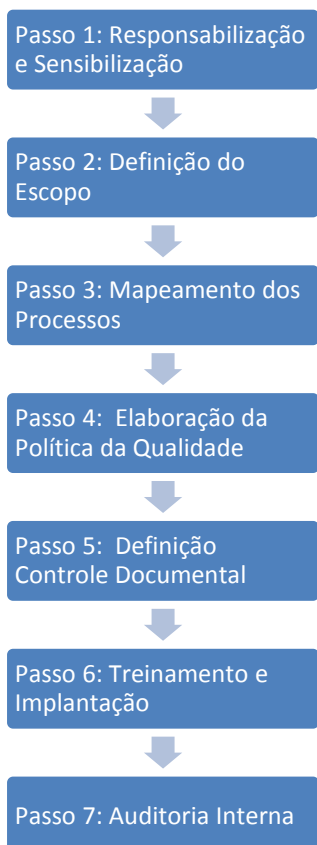 Passo 1: Responsabilização
e Sensibilização
Passo 2: Definição do
Escopo
Passo 3: Mapeamento dos
Processos
Passo 4:  Elaboração da
Política da Qualidade
Passo 5:  Definição
Controle Documental
Passo 6: Treinamento e
Implantação
Passo 7: Auditoria Interna